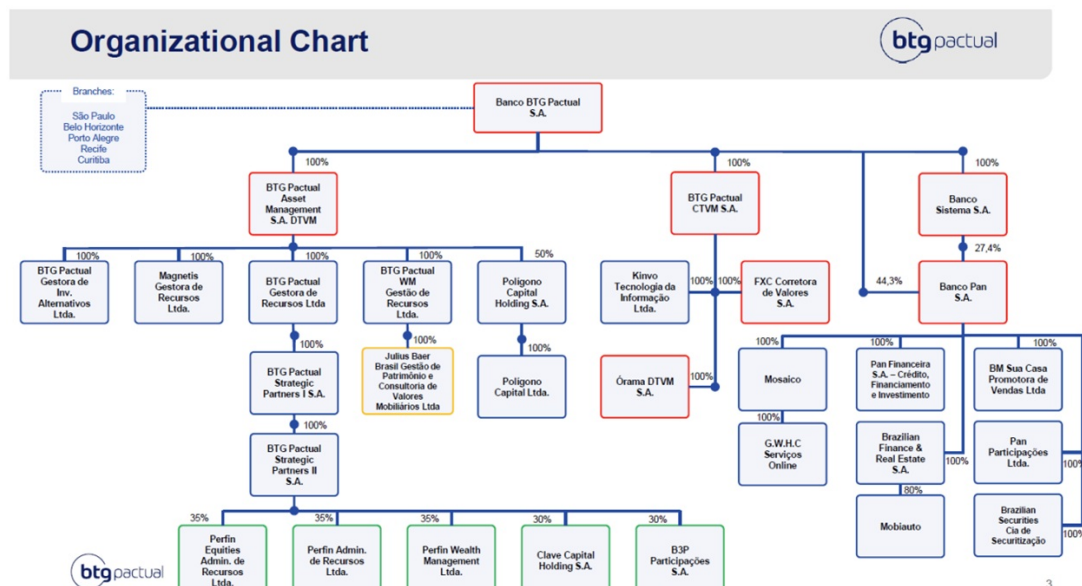 Organizational Chart
btg pactual
Branches:
São Paulo
Belo Horizonte
Porto Alegre
Recife
Curitiba
Banco BTG Pactual
S.A.
100%
100%
100%
BTG Pactual
Asset
Management
S.A. DTVM
BTG Pactual
CTVM S.A.
Banco
Sistema S.A.
27,4%
44,3%
Banco Pan
S.A.
100%
100%
100%
100%
50%
BTG Pactual
Gestora de
Inv.
Alternativos
Ltda.
Magnetis
Gestora de
Recursos
Ltda.
BTG Pactual
Gestora de
Recursos Ltda
BTG Pactual
WM
Gestão de
Recursos
Ltda.
Polígono
Capital
Holding S.A.
Kinvo
Tecnologia da
Informação
Ltda.
100%
100%
FXC Corretora
de Valores
S.A.
100%
100%
100%
BTG Pactual
Strategic
Partners I S.A.
Julius Baer
Brasil Gestão de
Patrimônio e
Consultoria de
Valores
Mobiliários Ltda
Polígono
Capital Ltda.
100%
Órama DTVM
S.A.
100%
100%
100%
Mosaico
Pan Financeira
S.A. – Crédito,
Financiamento
e Investimento
BM Sua Casa
Promotora de
Vendas Ltda
100%
100%
BTG Pactual
Strategic
Partners II
S.A.
G.W.H.C
Serviços
Online
Brazilian
Finance &
Real Estate
S.A.
100%
Pan
Participações
Ltda.
100%
80%
Mobiauto
Brazilian
Securities
Cia de
Securitização
100%
35%
35%
35%
30%
30%
Perfin
Equities
Admin. de
Recursos
Ltda.
Perfin Admin.
de Recursos
Ltda.
Perfin Wealth
Management
Ltda.
Clave Capital
Holding S.A.
B3P
Participações
S.A.
btg pactual
3